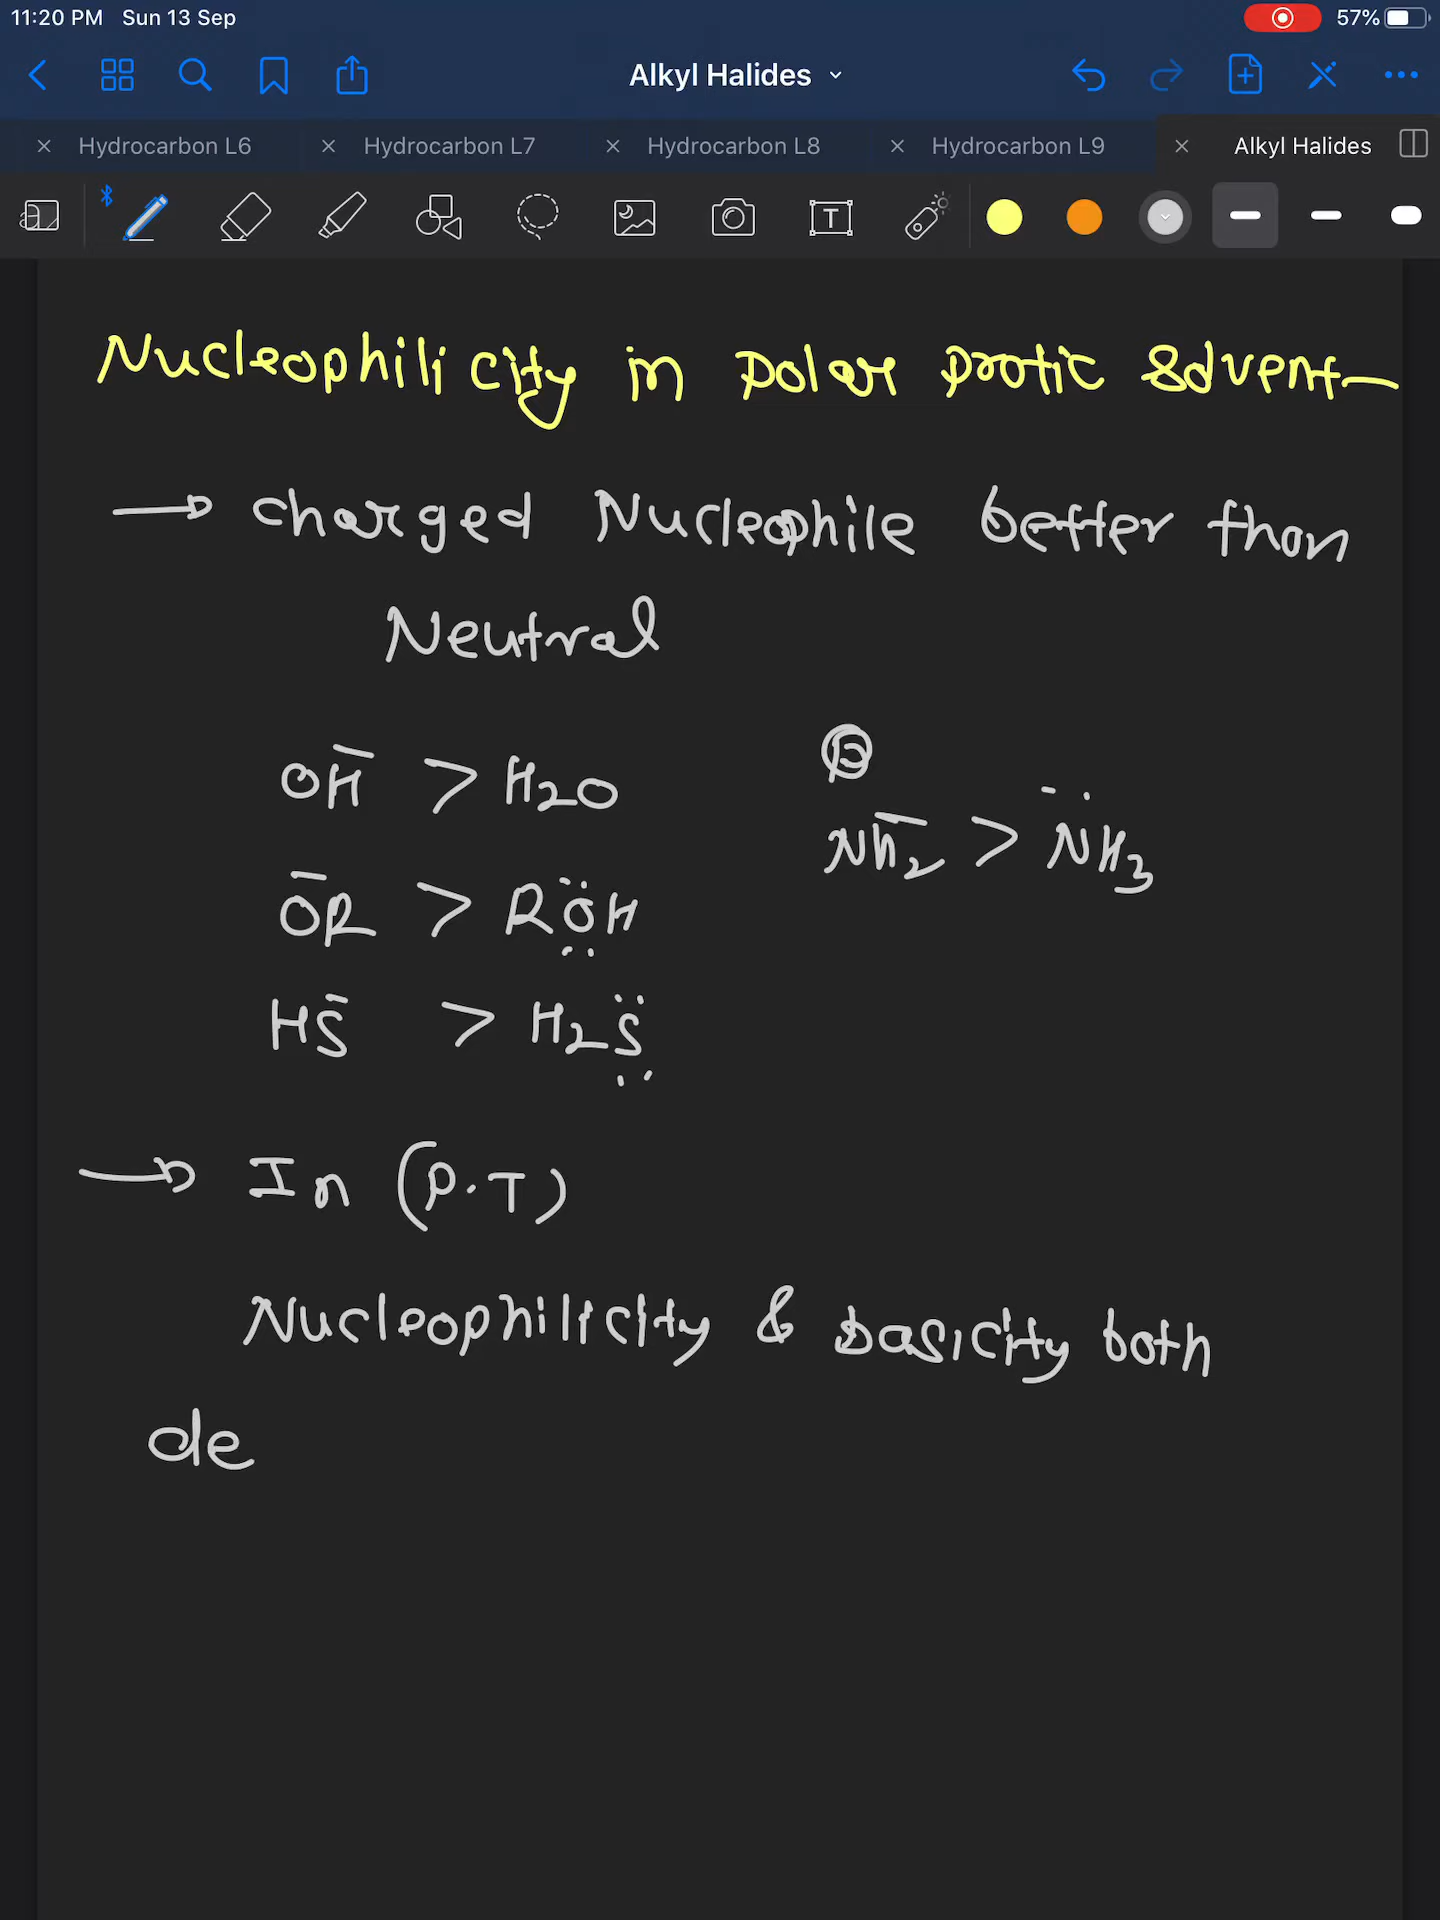 11:20 PM Sun 13 Sep 57%
Alkyl Halides
Hydrocarbon L6 Hydrocarbon L7 Hydrocarbon L8 Hydrocarbon L9 Alkyl Halides
Nucleophilicity in polar protic solvent
→ charged Nucleophile better than
Neutral
OH⁻ > H2O
NH2⁻ > NH3
OR⁻ > ROH
HS⁻ > H2S
→ In (P.T)
Nucleophilicity & basicity both
de